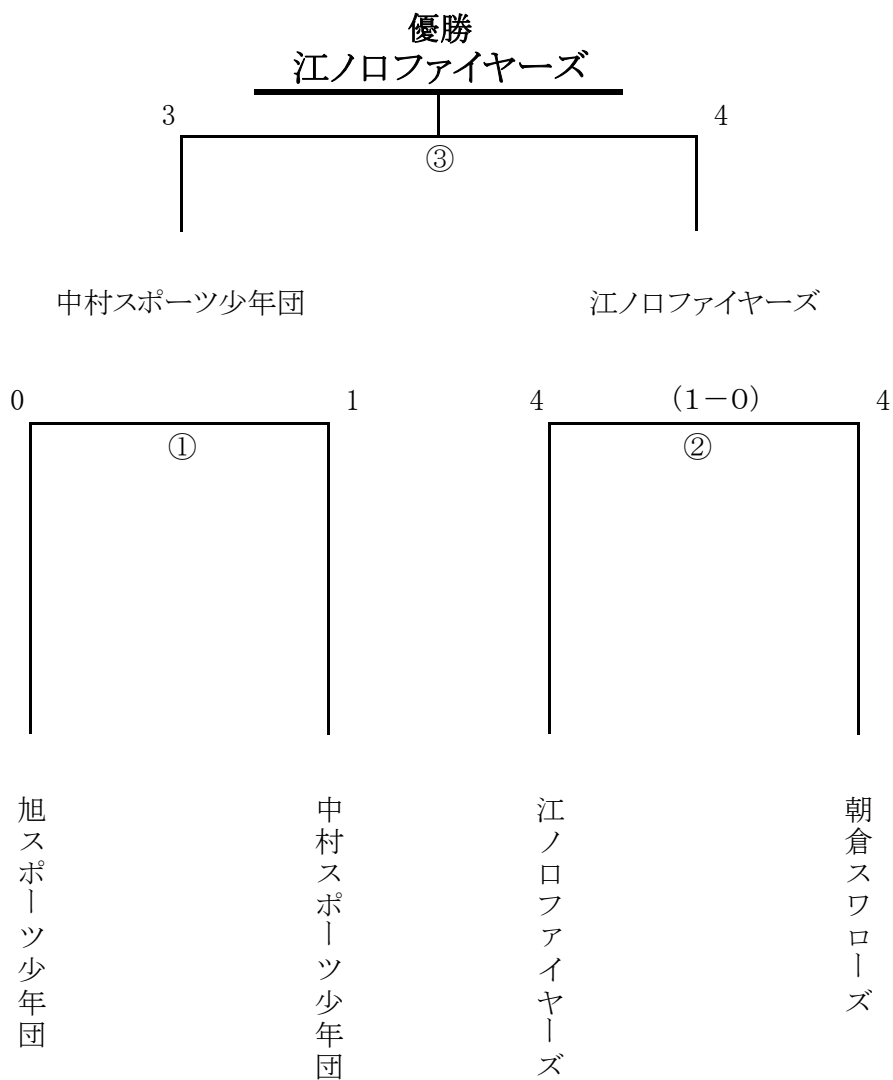 優勝
江ノロファイヤーズ
3
4
③
中村スポーツ少年団
江ノロファイヤーズ
0
1
4
(1－0)
4
①
②
旭スポーツ少年団
中村スポーツ少年団
江ノロファイヤーズ
朝倉スワローズ